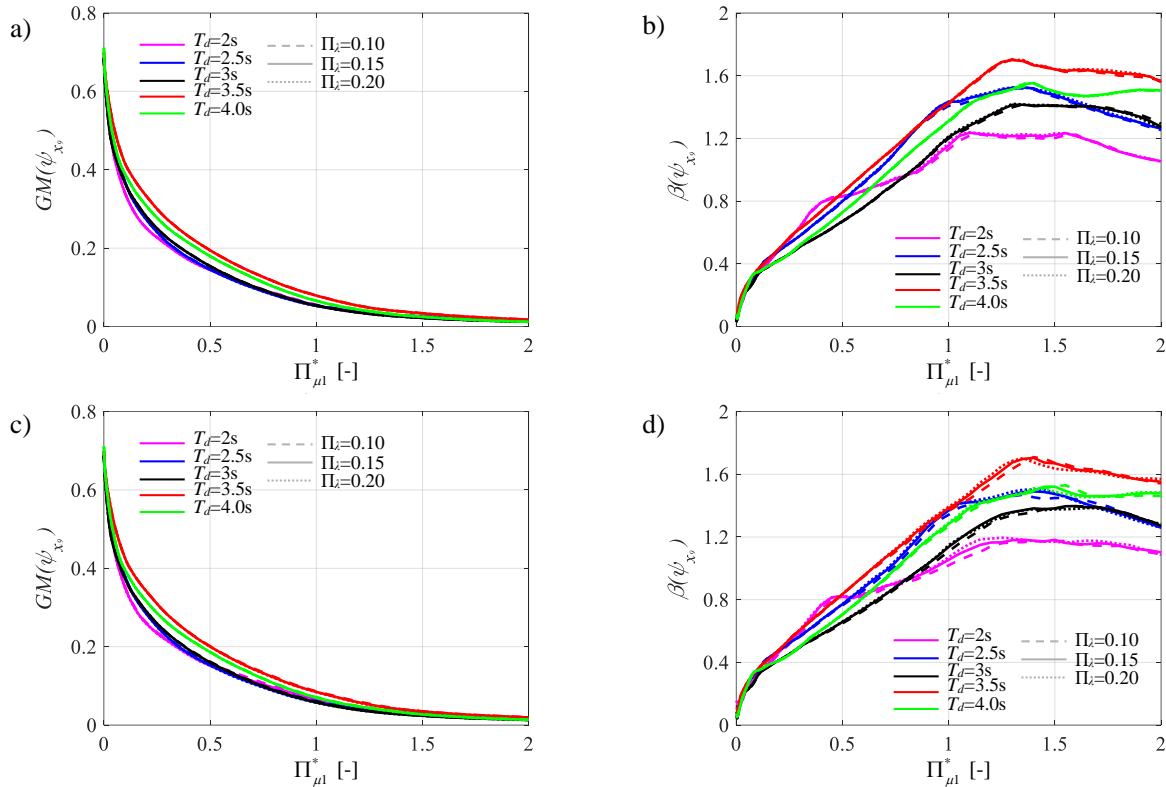 a)
GM(ψx9)
0.8
0.6
0.4
0.2
0
Td=2s
Td=2.5s
Td=3s
Td=3.5s
Td=4.0s
Πλ=0.10
Πλ=0.15
Πλ=0.20
0 0.5 1 1.5 2
Π*μ1 [-]
b)
β(ψx9)
2
1.6
1.2
0.8
0.4
0
Td=2s
Td=2.5s
Td=3s
Td=3.5s
Td=4.0s
Πλ=0.10
Πλ=0.15
Πλ=0.20
0 0.5 1 1.5 2
Π*μ1 [-]
c)
GM(ψx9)
0.8
0.6
0.4
0.2
0
Td=2s
Td=2.5s
Td=3s
Td=3.5s
Td=4.0s
Πλ=0.10
Πλ=0.15
Πλ=0.20
0 0.5 1 1.5 2
Π*μ1 [-]
d)
β(ψx9)
2
1.6
1.2
0.8
0.4
0
Td=2s
Td=2.5s
Td=3s
Td=3.5s
Td=4.0s
Πλ=0.10
Πλ=0.15
Πλ=0.20
0 0.5 1 1.5 2
Π*μ1 [-]